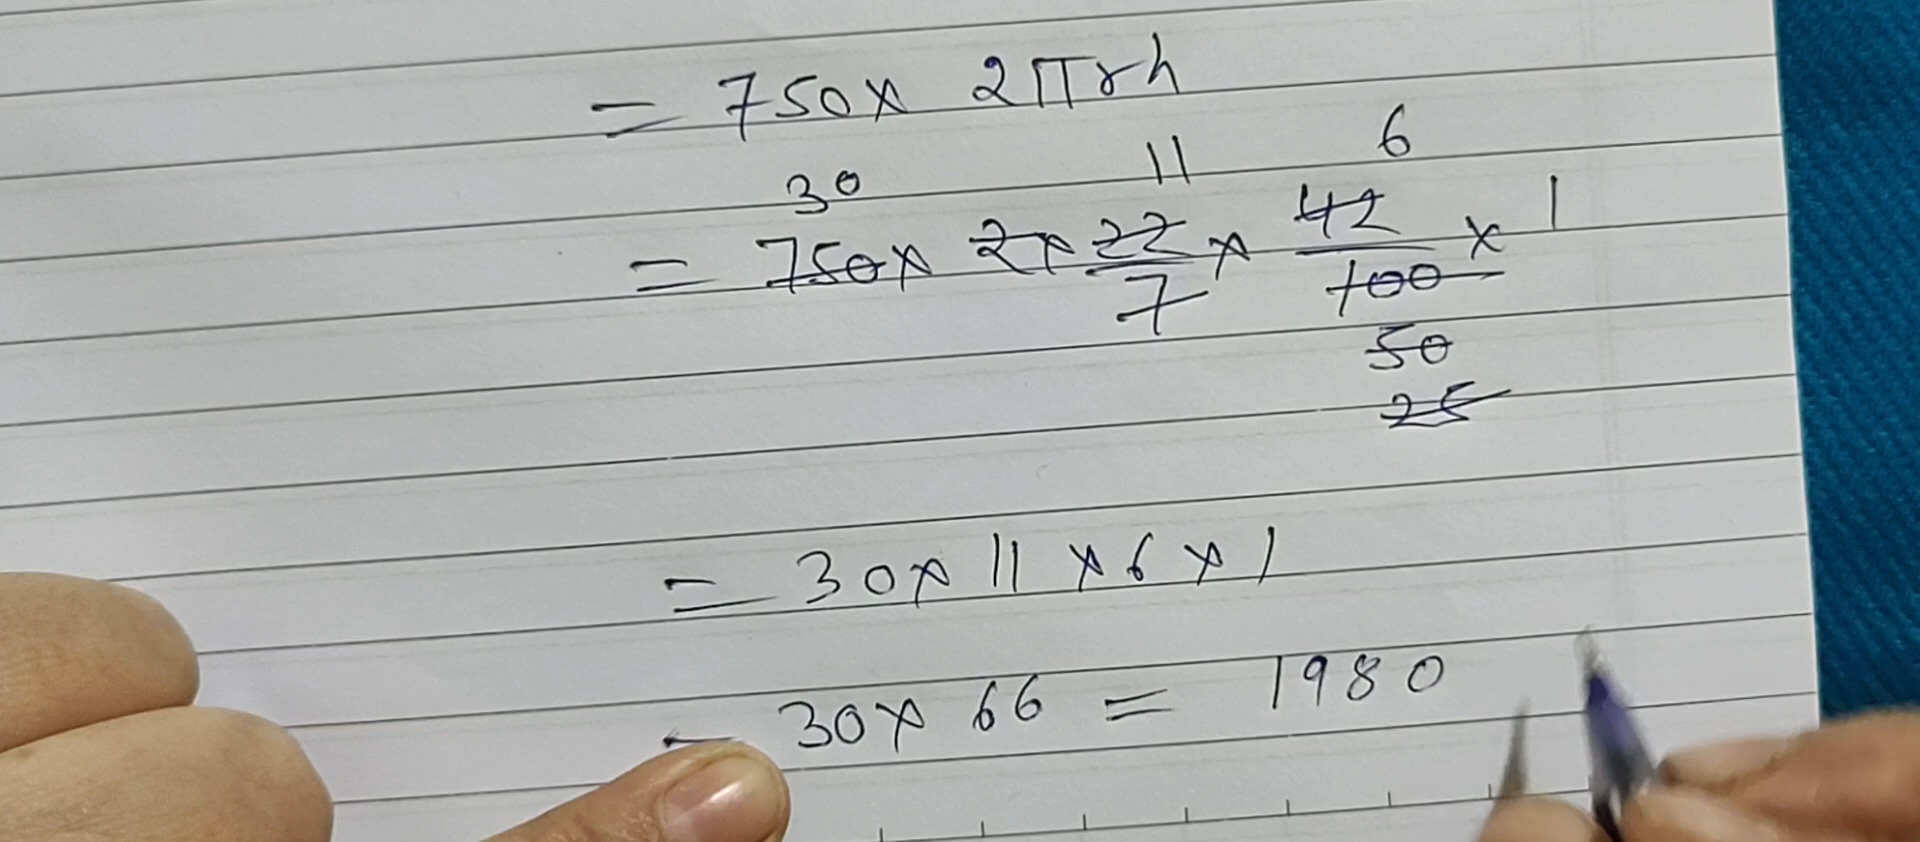 = 750 x 2πrh
30 11 6
= 750 x 2 x 22/7 x 42/100 x 1
50
25
= 30 x 11 x 6 x 1
= 30 x 66 = 1980